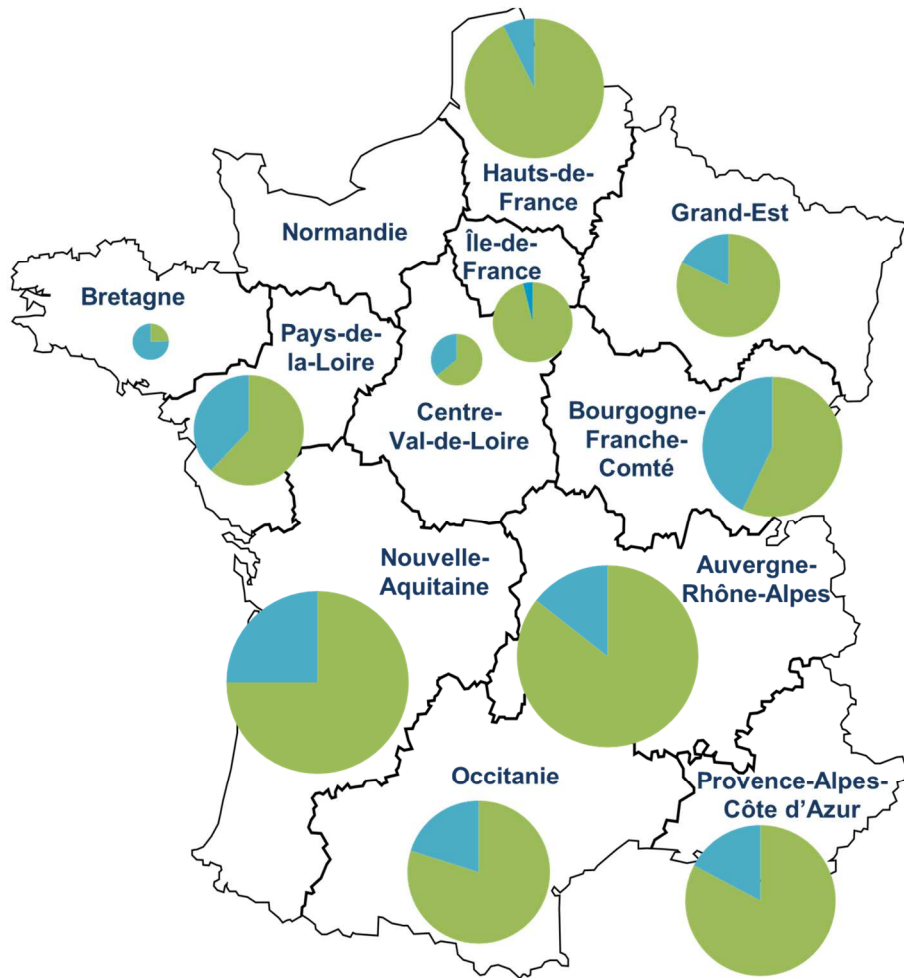 Hauts-de-
France
Grand-Est
Normandie
Île-de-
France
Bretagne
Pays-de-
la-Loire
Centre-
Val-de-Loire
Bourgogne-
Franche-
Comté
Nouvelle-
Aquitaine
Auvergne-
Rhône-Alpes
Occitanie
Provence-Alpes-
Côte d’Azur